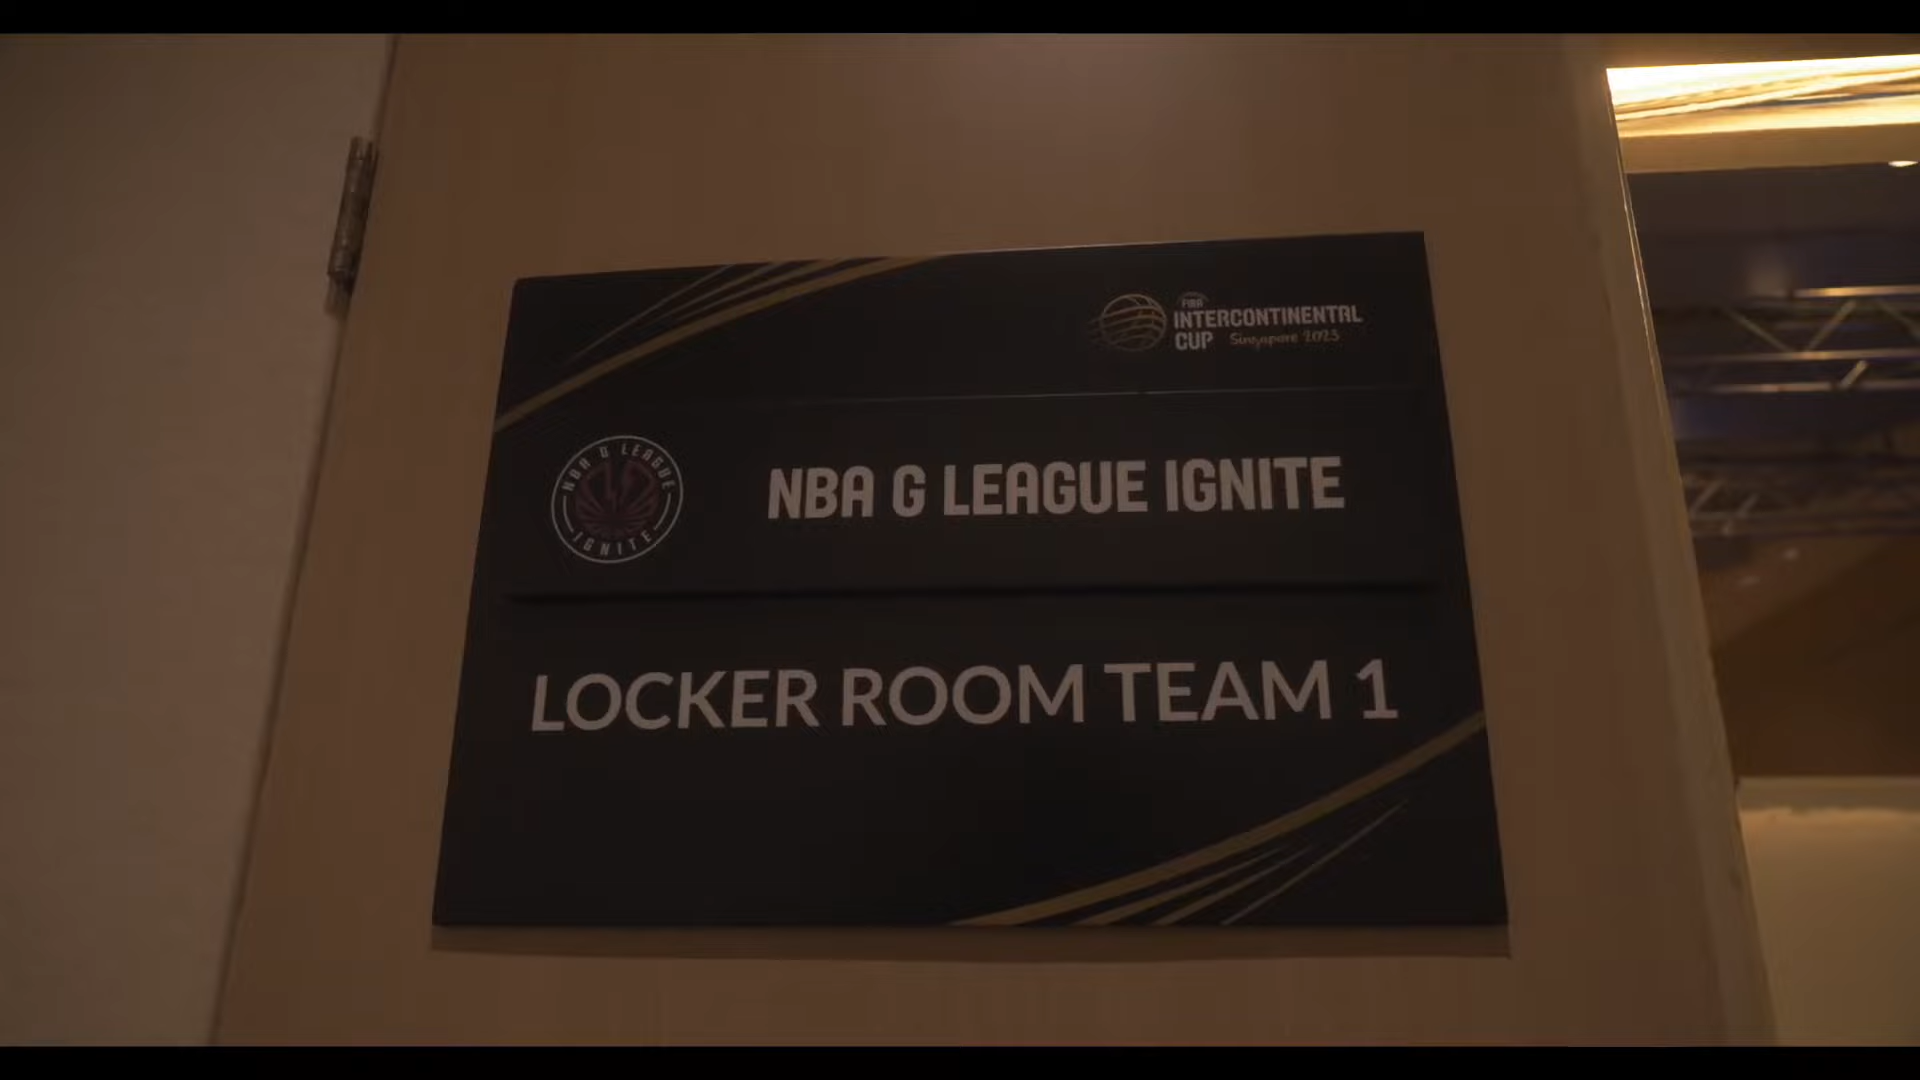 FIBA
INTERCONTINENTAL
CUP Singapore 2023
NBA G LEAGUE
IGNITE
NBA G LEAGUE IGNITE
LOCKER ROOM TEAM 1